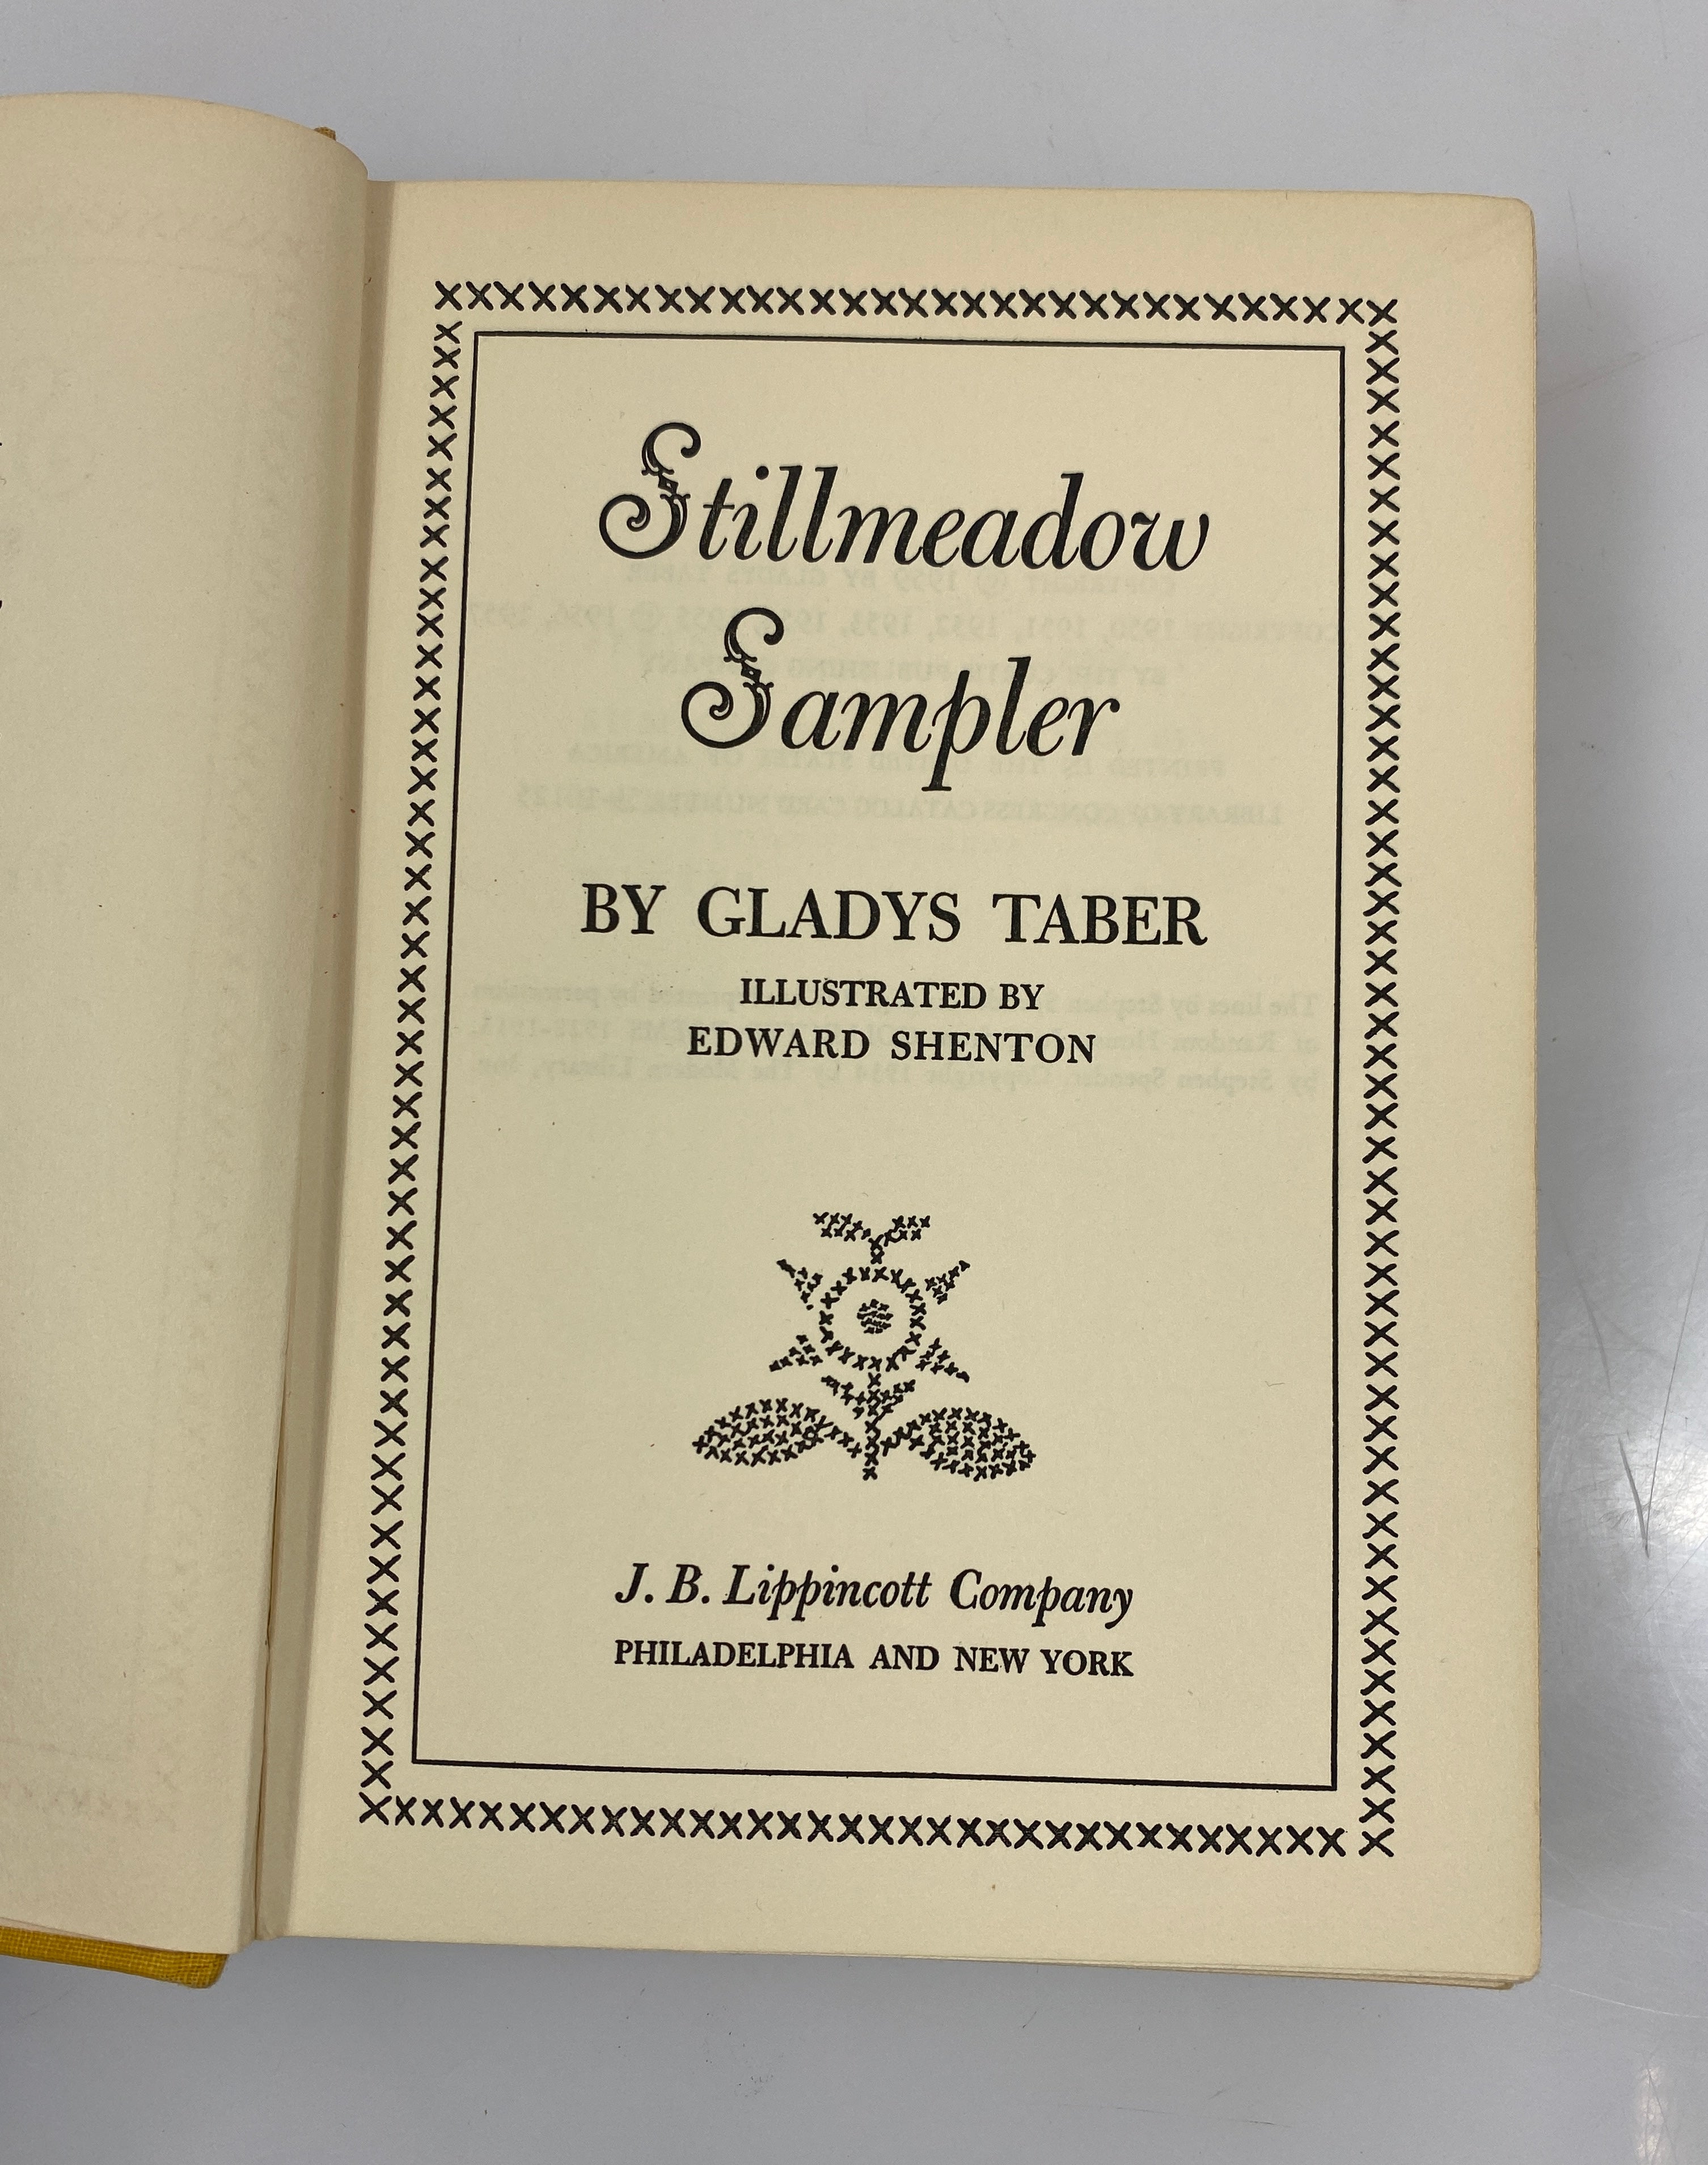 Stillmeadow
Sampler
BY GLADYS TABER
ILLUSTRATED BY
EDWARD SHENTON
J. B. Lippincott Company
PHILADELPHIA AND NEW YORK